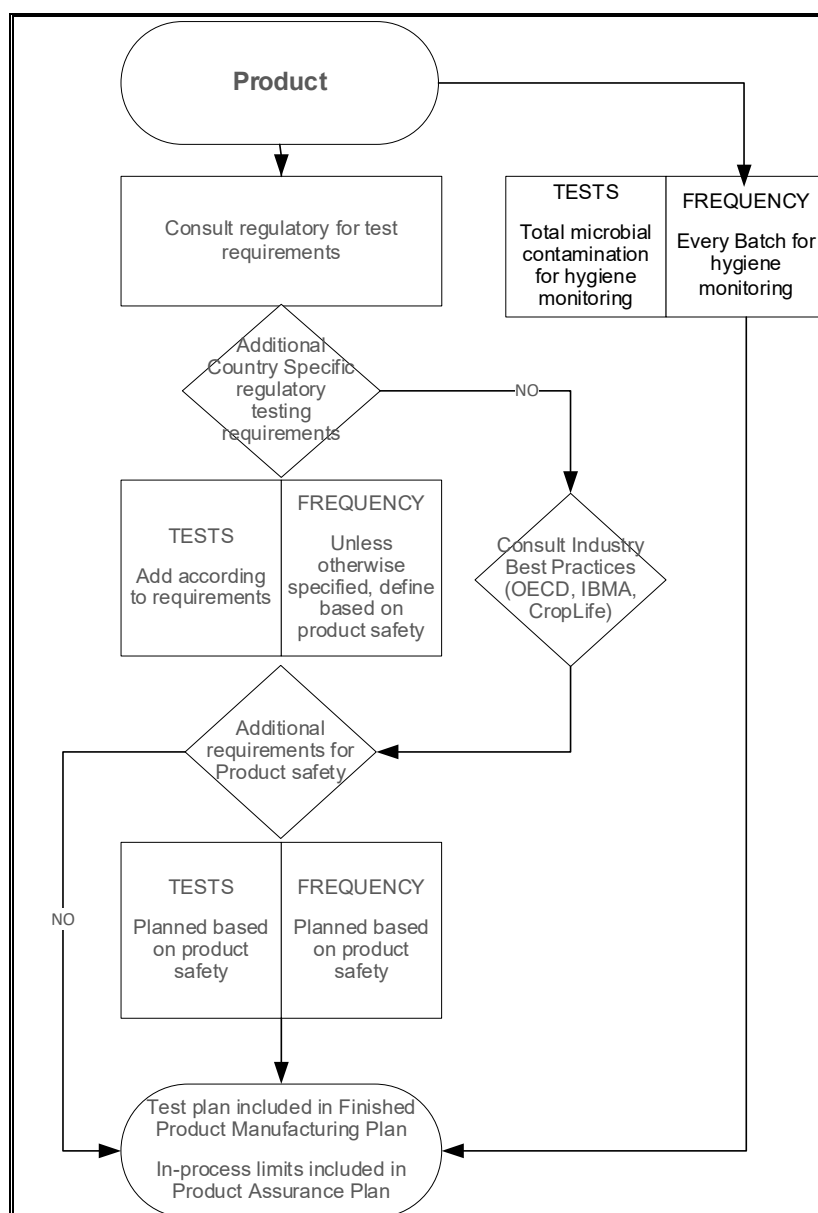 Product
TESTS
Total microbial
contamination
for hygiene
monitoring
FREQUENCY
Every Batch for
hygiene
monitoring
Consult regulatory for test
requirements
Additional
Country Specific
regulatory
testing
requirements
NO
TESTS
Add according
to requirements
FREQUENCY
Unless
otherwise
specified, define
based on
product safety
Consult Industry
Best Practices
(OECD, IBMA,
CropLife)
Additional
requirements for
Product safety
NO
TESTS
Planned based
on product
safety
FREQUENCY
Planned based
on product
safety
Test plan included in Finished
Product Manufacturing Plan
In-process limits included in
Product Assurance Plan